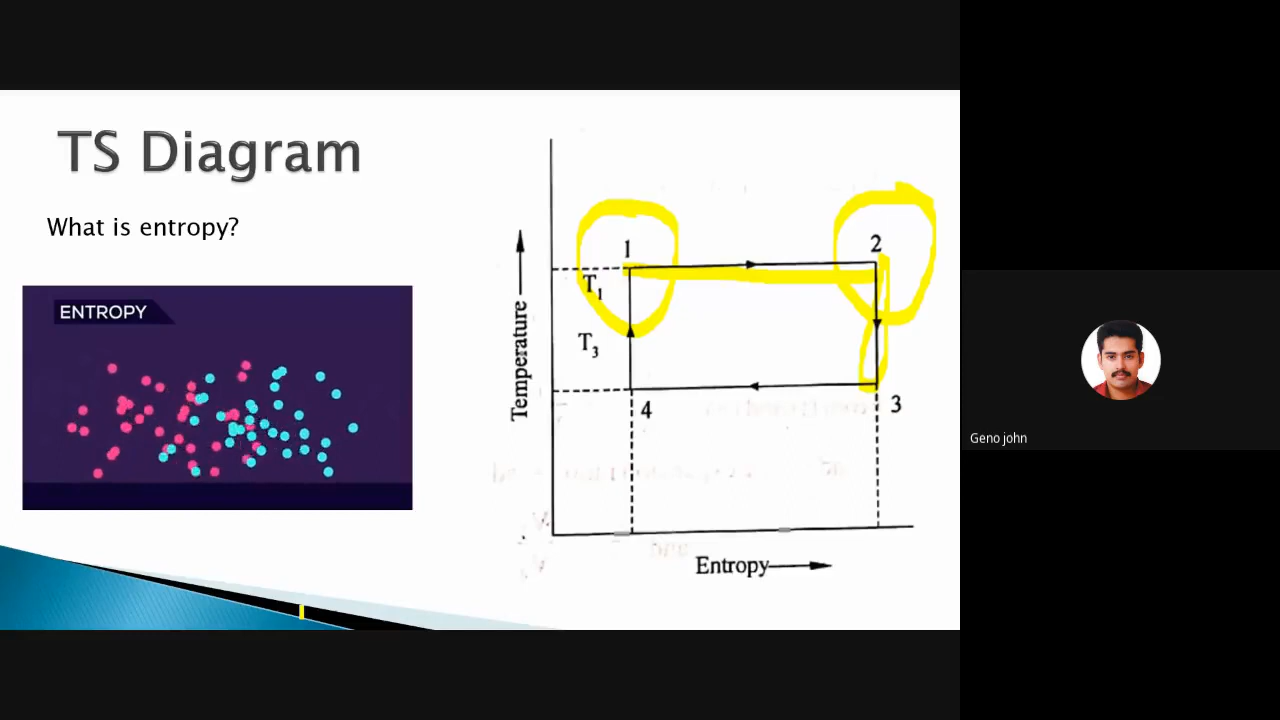 TS Diagram
What is entropy?
ENTROPY
1
2
T1
T3
4
3
Temperature
Entropy
Geno john